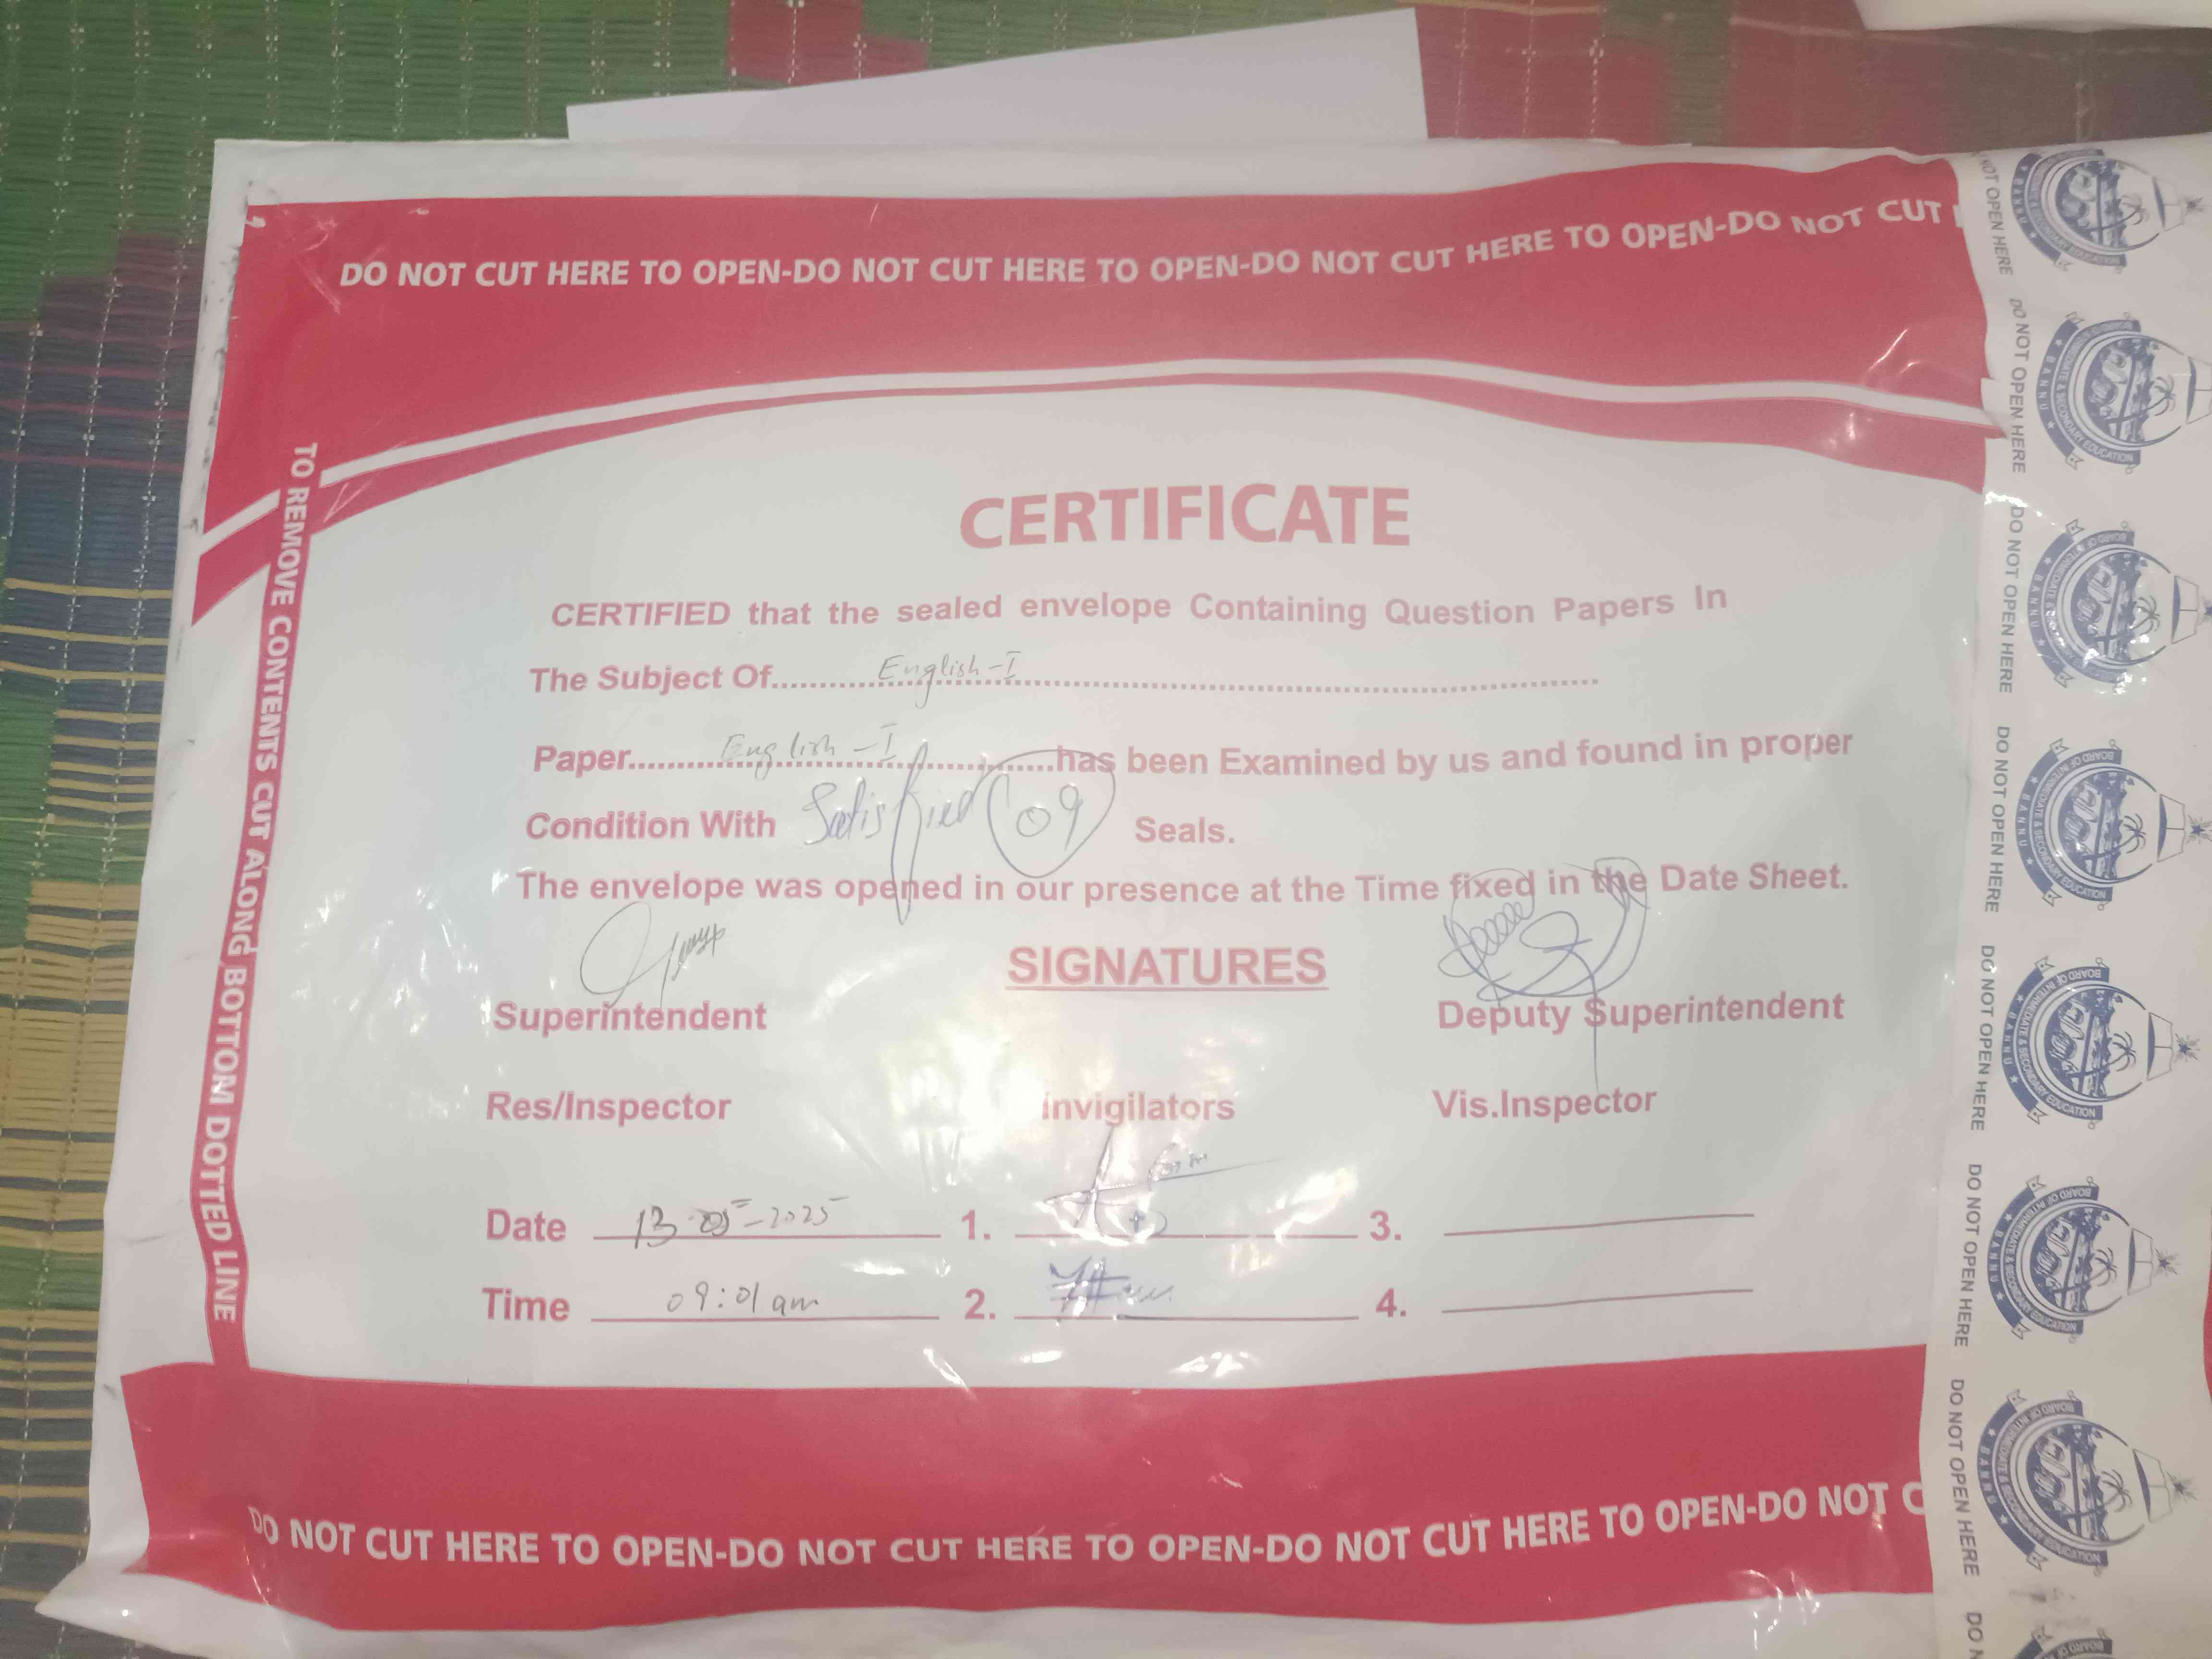 DO NOT CUT HERE TO OPEN-DO NOT CUT HERE TO OPEN-DO NOT CUT HERE TO OPEN-DO NOT CUT
TO REMOVE CONTENTS CUT ALONG BOTTOM DOTTED LINE
CERTIFICATE
CERTIFIED that the sealed envelope Containing Question Papers In
The Subject Of English-I
Paper English-I has been Examined by us and found in proper
Condition With Satisfied 09 Seals.
The envelope was opened in our presence at the Time fixed in the Date Sheet.
SIGNATURES
Superintendent Deputy Superintendent
Res/Inspector invigilators Vis.Inspector
Date 13-05-2025 1. 3.
Time 09:01 am 2. 4.
DO NOT CUT HERE TO OPEN-DO NOT CUT HERE TO OPEN-DO NOT CUT HERE TO OPEN-DO NOT C
NOT OPEN HERE
DO NOT OPEN HERE
DO NOT OPEN HERE
DO NOT OPEN HERE
DO NOT OPEN HERE
DO NOT OPEN HERE
DO NOT OPEN HERE
DO N
BOARD OF INTERMEDIATE & SECONDARY EDUCATION
BANNU